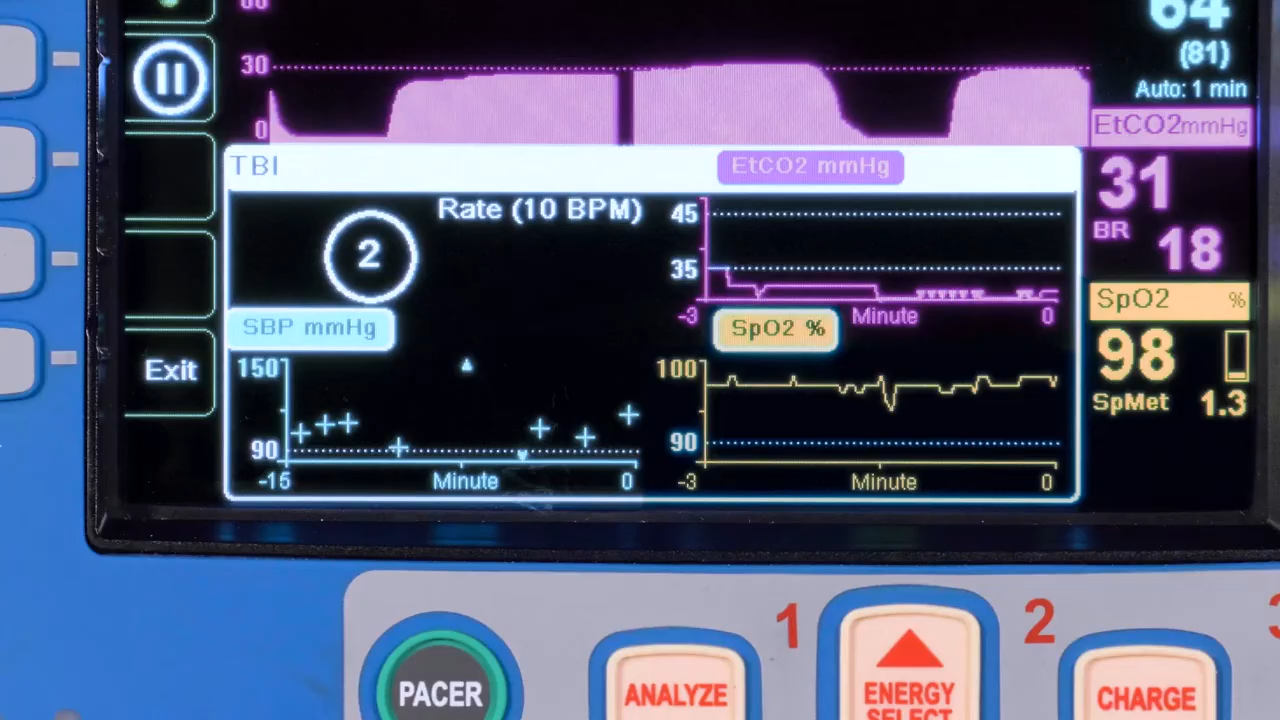 64
30
(81)
Auto: 1 min
0
EtCO2mmHg
TBI
EtCO2 mmHg
31
Rate (10 BPM)
45
BR
18
2
35
-3
Minute
0
SpO2 %
SBP mmHg
SpO2 %
98
Exit
150
100
SpMet 1.3
90
90
-15
Minute
0
-3
Minute
0
1
2
PACER
ANALYZE
ENERGY
SELECT
CHARGE